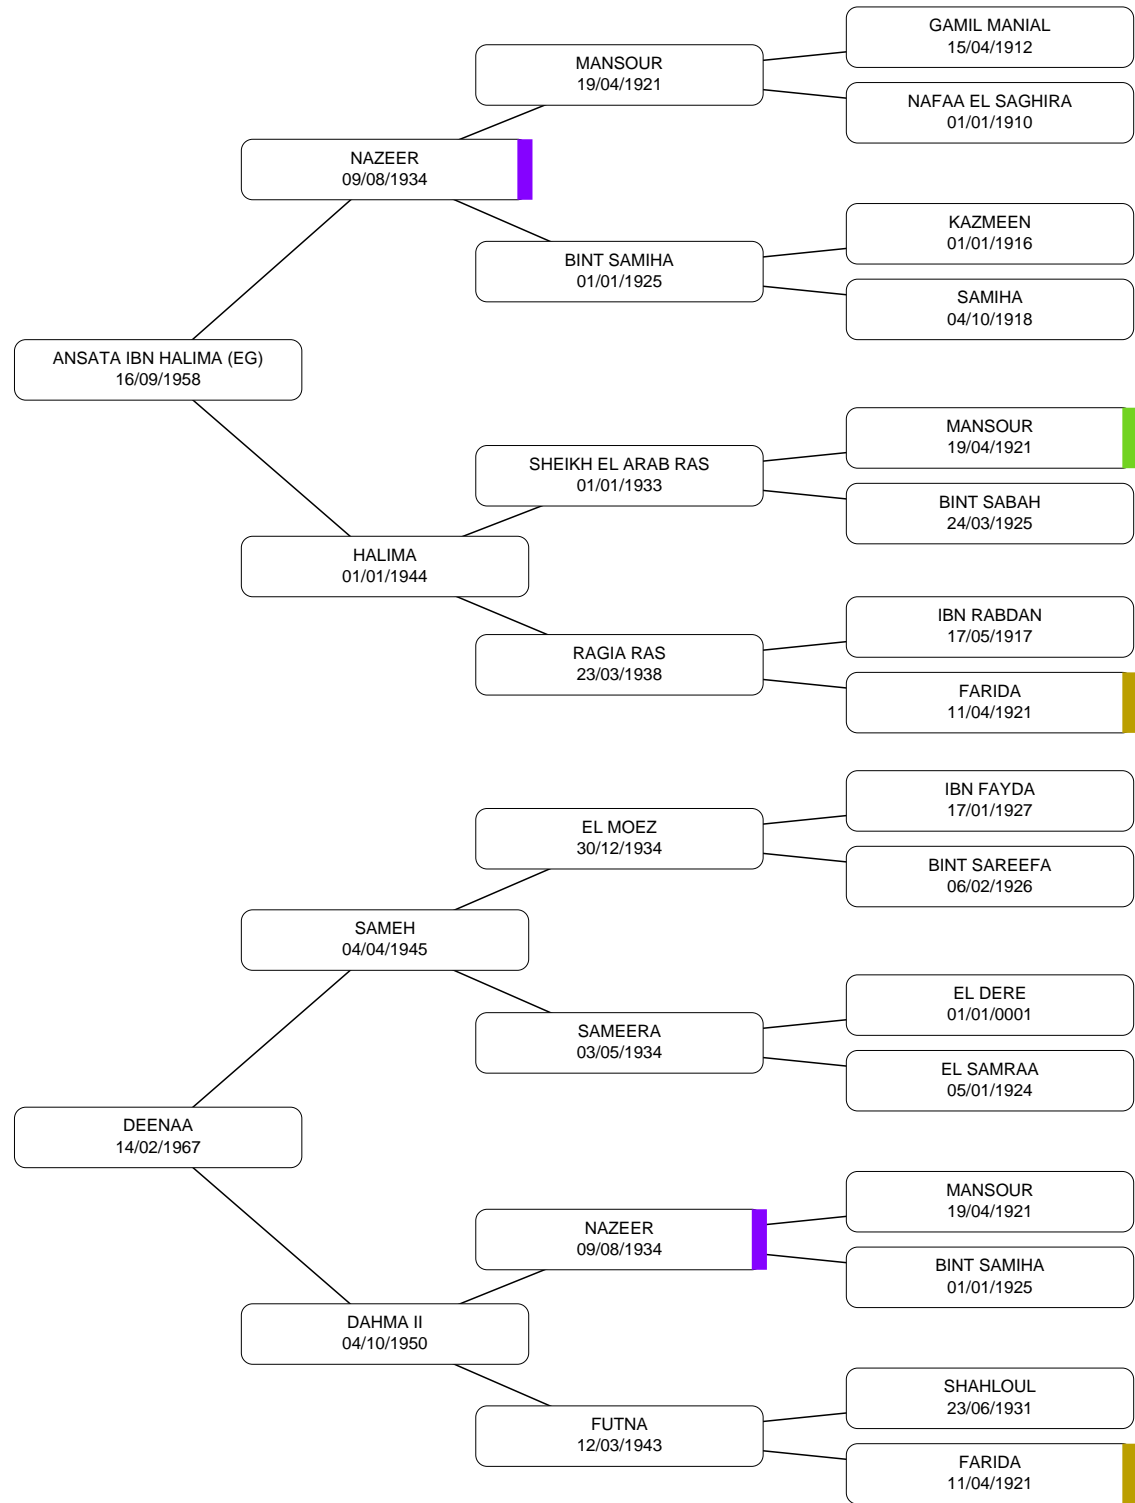 GAMIL MANIAL
15/04/1912
MANSOUR
19/04/1921
NAFAA EL SAGHIRA
01/01/1910
NAZEER
09/08/1934
KAZMEEN
01/01/1916
BINT SAMIHA
01/01/1925
SAMIHA
04/10/1918
ANSATA IBN HALIMA (EG)
16/09/1958
MANSOUR
19/04/1921
SHEIKH EL ARAB RAS
01/01/1933
BINT SABAH
24/03/1925
HALIMA
01/01/1944
IBN RABDAN
17/05/1917
RAGIA RAS
23/03/1938
FARIDA
11/04/1921
IBN FAYDA
17/01/1927
EL MOEZ
30/12/1934
BINT SAREEFA
06/02/1926
SAMEH
04/04/1945
EL DERE
01/01/0001
SAMEERA
03/05/1934
EL SAMRAA
05/01/1924
DEENAA
14/02/1967
MANSOUR
19/04/1921
NAZEER
09/08/1934
BINT SAMIHA
01/01/1925
DAHMA II
04/10/1950
SHAHLOUL
23/06/1931
FUTNA
12/03/1943
FARIDA
11/04/1921